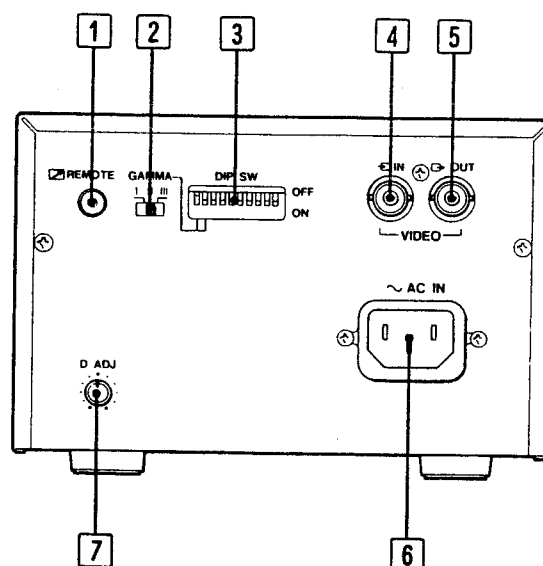 1 2 3 4 5
REMOTE GAMMA DIP SW IN OUT
I II III OFF
ON
VIDEO
~ AC IN
D ADJ
7 6